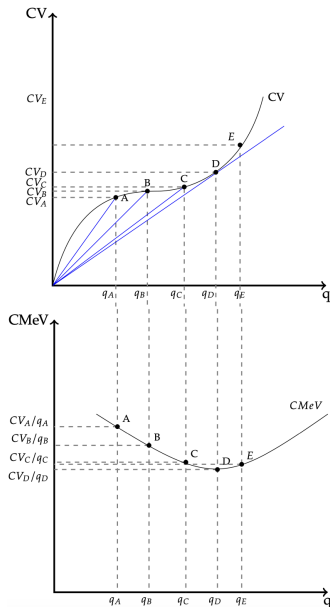 CV
CV_E
CV
E
D
CV_D
CV_C
CV_B
CV_A
C
B
A
q_A q_B q_C q_D q_E q
CMeV
CMeV
CV_A/q_A
A
CV_B/q_B
B
CV_C/q_C
C
D
E
CV_D/q_D
q_A q_B q_C q_D q_E q